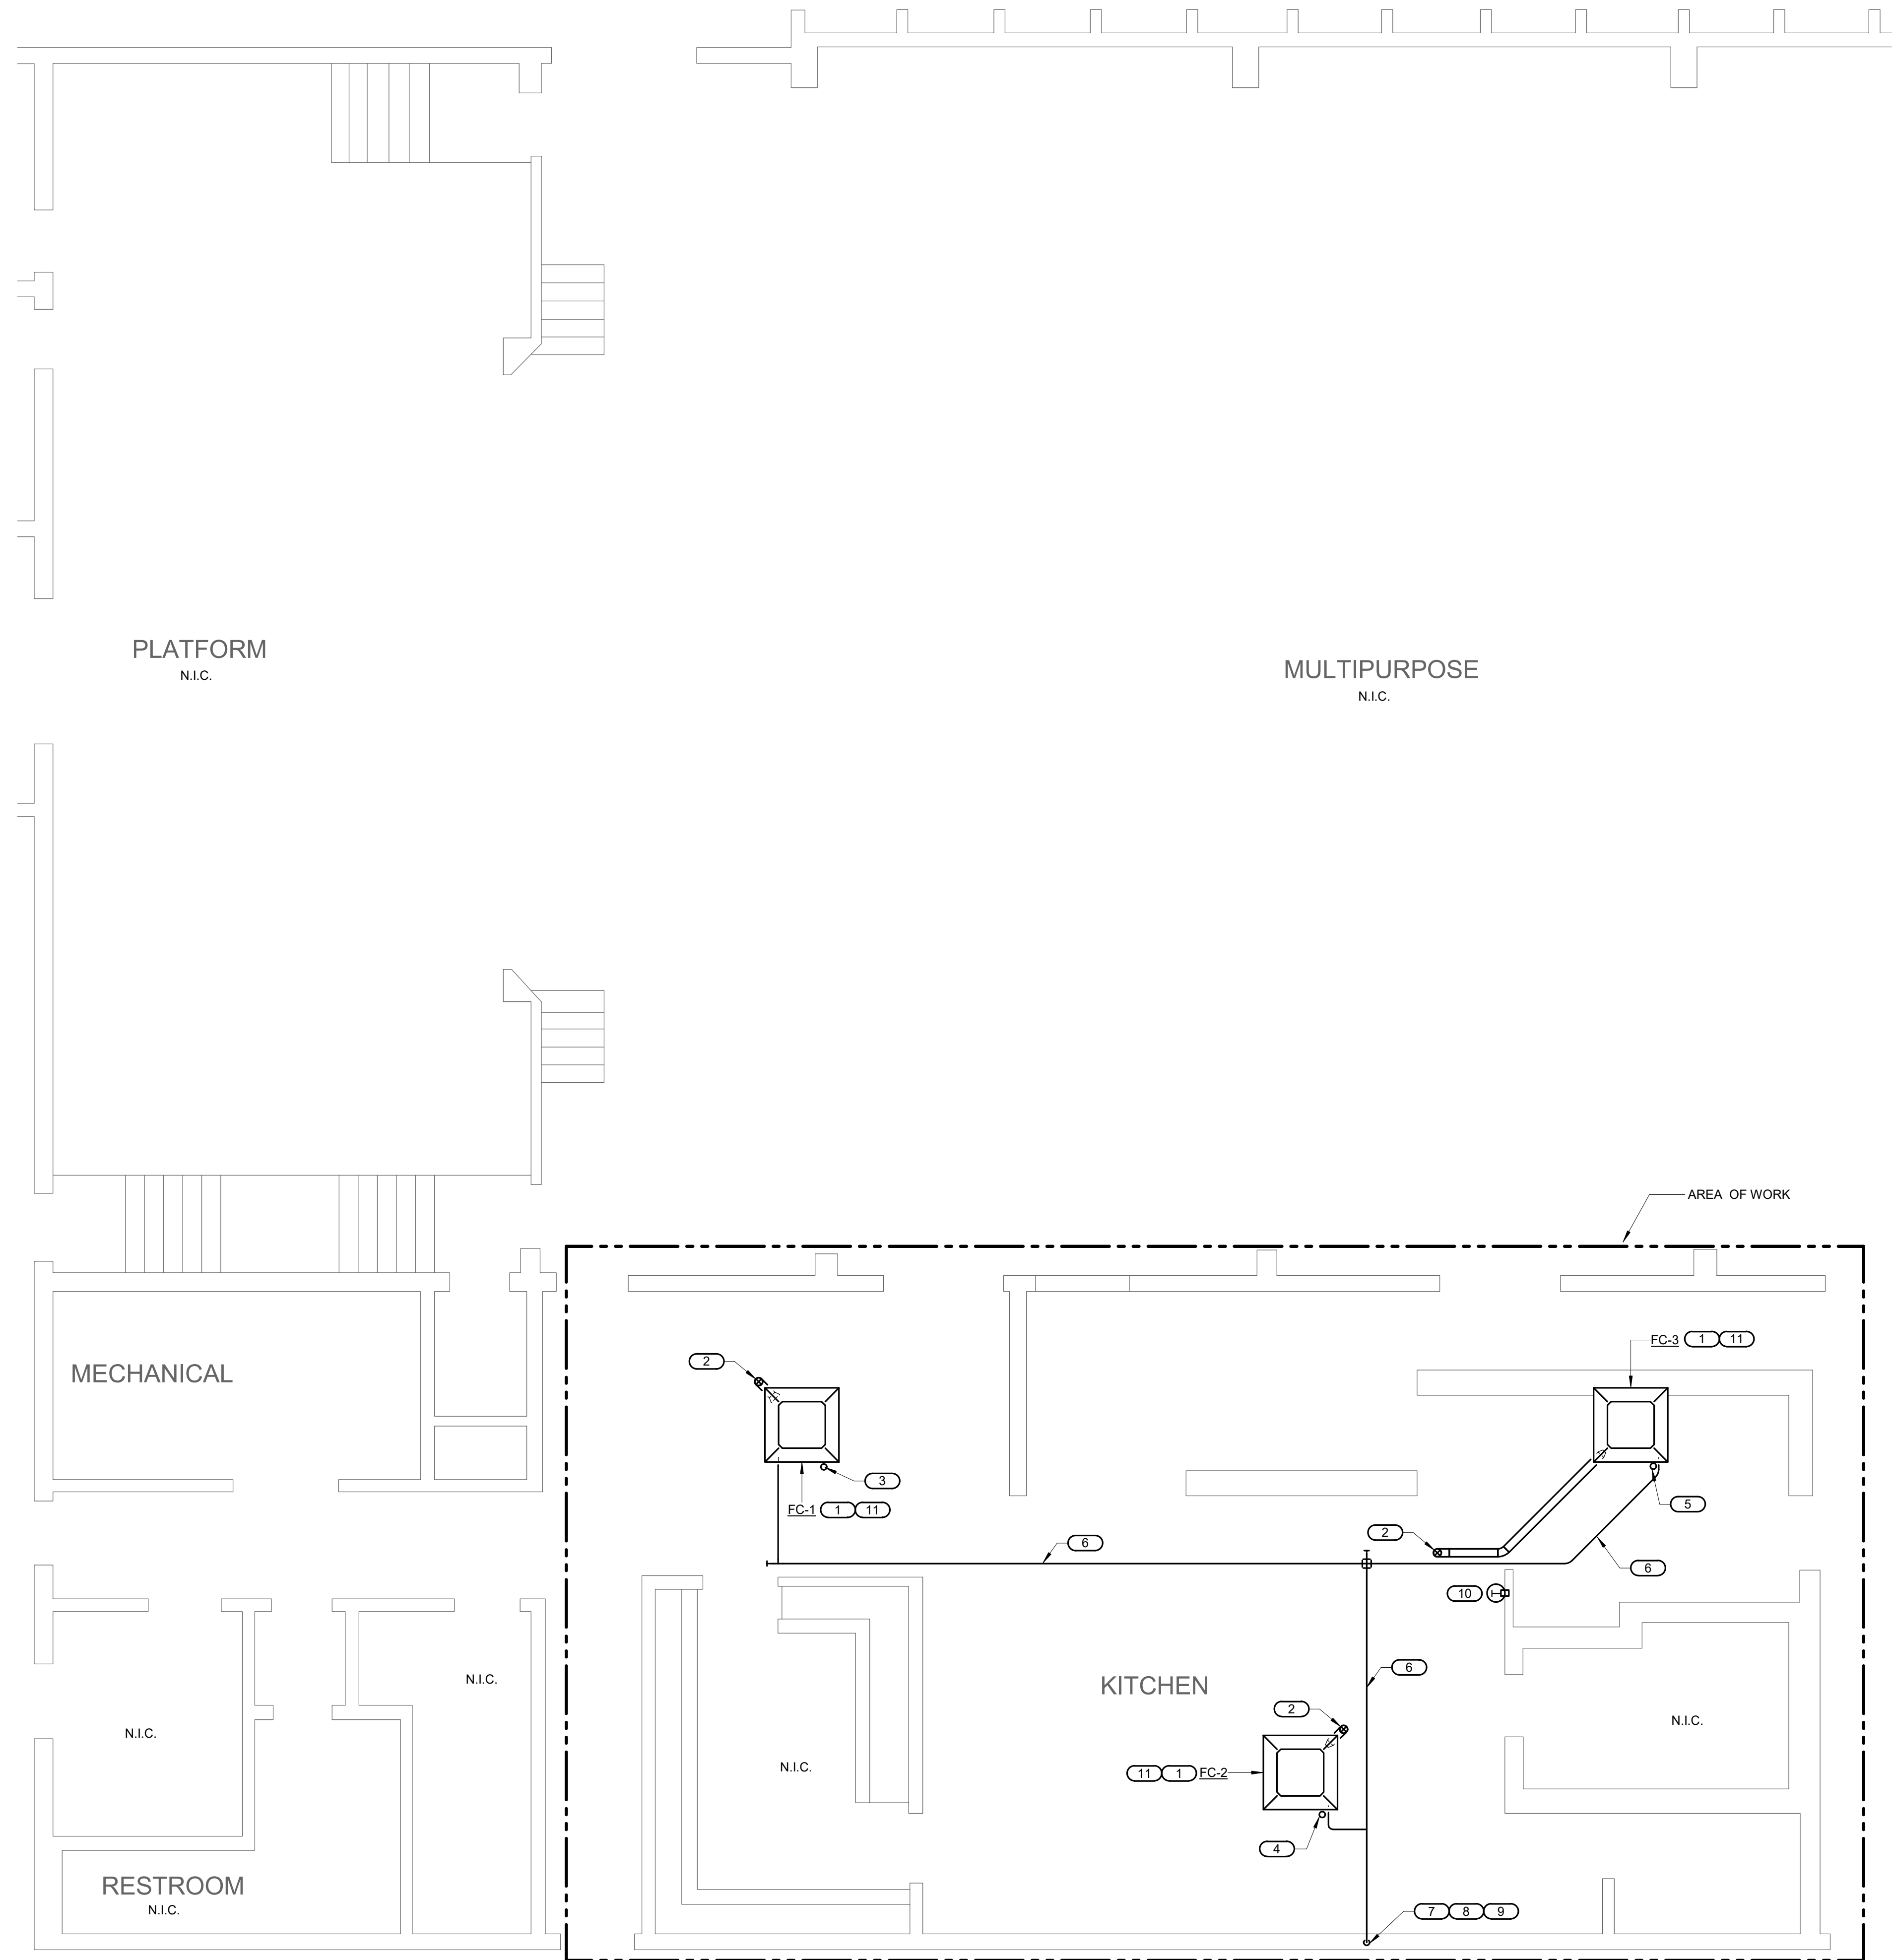 PLATFORM
N.I.C.
MULTIPURPOSE
N.I.C.
AREA OF WORK
MECHANICAL
2
FC-3 1 11
3
FC-1 1 11
5
2
6
6
10
KITCHEN
6
N.I.C.
N.I.C.
2
N.I.C.
N.I.C.
11 1 FC-2
4
RESTROOM
N.I.C.
7 8 9